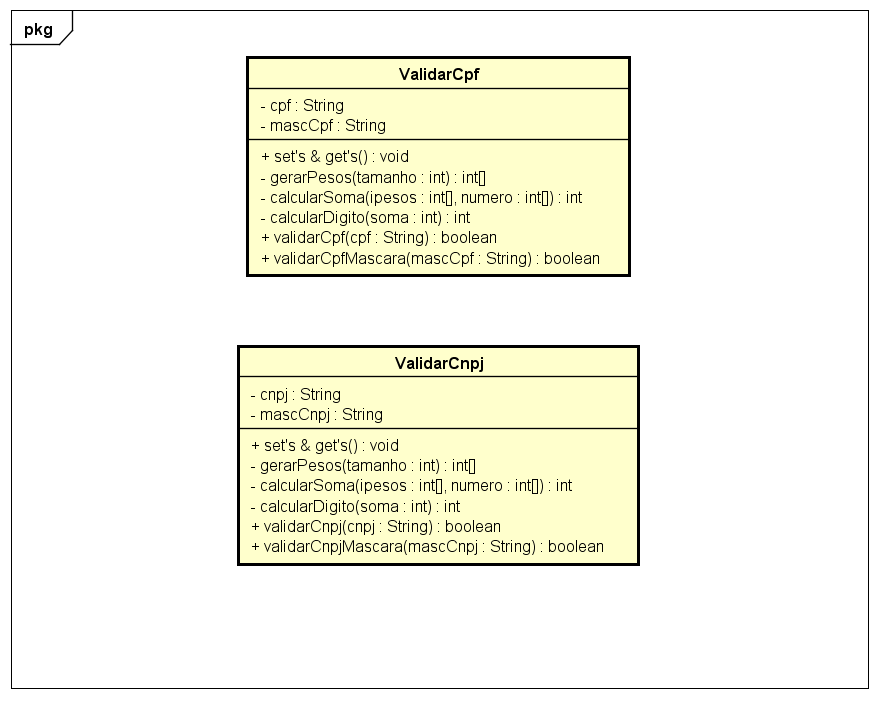 pkg
ValidarCpf
- cpf : String
- mascCpf : String
+ set's & get's() : void
- gerarPesos(tamanho : int) : int[]
- calcularSoma(ipesos : int[], numero : int[]) : int
- calcularDigito(soma : int) : int
+ validarCpf(cpf : String) : boolean
+ validarCpfMascara(mascCpf : String) : boolean
ValidarCnpj
- cnpj : String
- mascCnpj : String
+ set's & get's() : void
- gerarPesos(tamanho : int) : int[]
- calcularSoma(ipesos : int[], numero : int[]) : int
- calcularDigito(soma : int) : int
+ validarCnpj(cnpj : String) : boolean
+ validarCnpjMascara(mascCnpj : String) : boolean